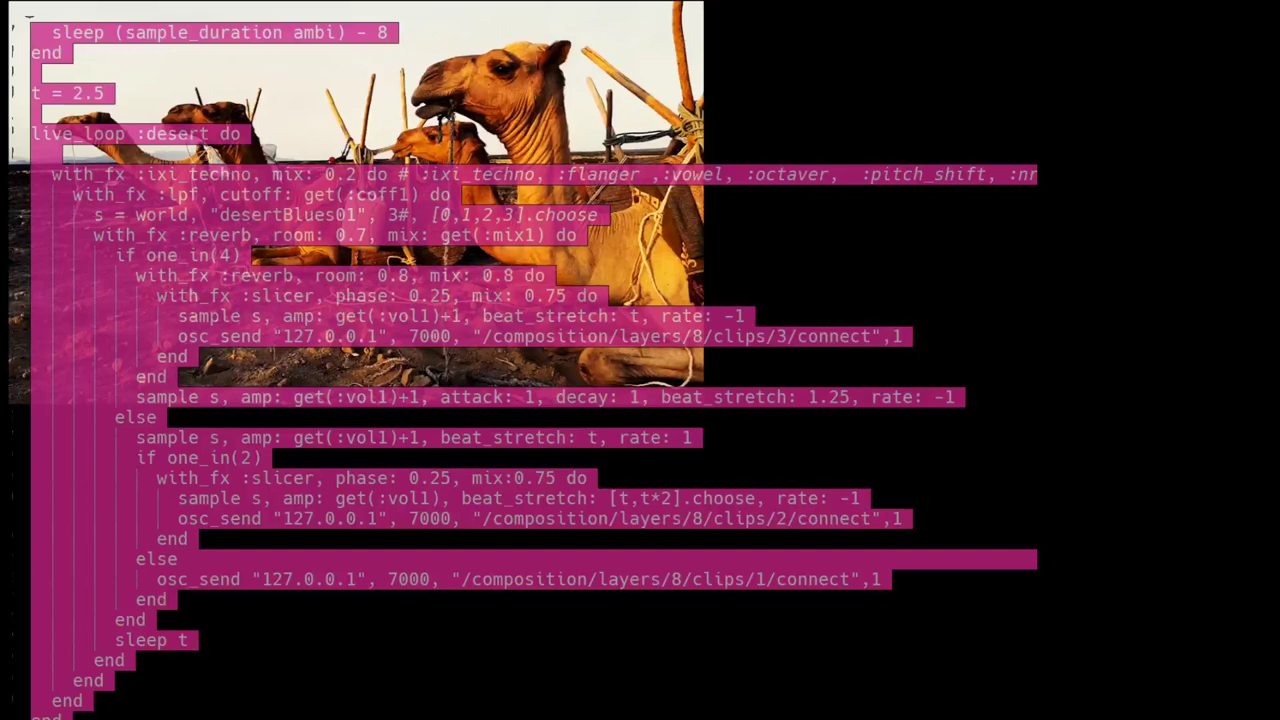 sleep (sample_duration ambi) - 8
end
t = 2.5
live_loop :desert do
with_fx :ixi_techno, mix: 0.2 do # :ixi_techno, :flanger ,:vowel, :octaver,  :pitch_shift, :nr
with_fx :lpf, cutoff: get(:coff1) do
s = world, "desertBlues01", 3#, [0,1,2,3].choose
with_fx :reverb, room: 0.7, mix: get(:mix1) do
if one_in(4)
with_fx :reverb, room: 0.8, mix: 0.8 do
with_fx :slicer, phase: 0.25, mix: 0.75 do
sample s, amp: get(:vol1)+1, beat_stretch: t, rate: -1
osc_send "127.0.0.1", 7000, "/composition/layers/8/clips/3/connect",1
end
end
sample s, amp: get(:vol1)+1, attack: 1, decay: 1, beat_stretch: 1.25, rate: -1
else
sample s, amp: get(:vol1)+1, beat_stretch: t, rate: 1
if one_in(2)
with_fx :slicer, phase: 0.25, mix:0.75 do
sample s, amp: get(:vol1), beat_stretch: [t,t*2].choose, rate: -1
osc_send "127.0.0.1", 7000, "/composition/layers/8/clips/2/connect",1
end
else
osc_send "127.0.0.1", 7000, "/composition/layers/8/clips/1/connect",1
end
end
sleep t
end
end
end
end